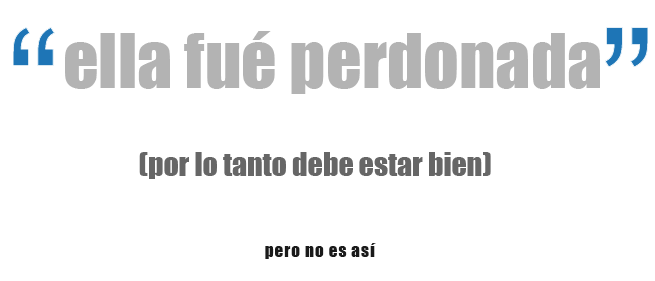 “ella fué perdonada”
(por lo tanto debe estar bien)
pero no es así